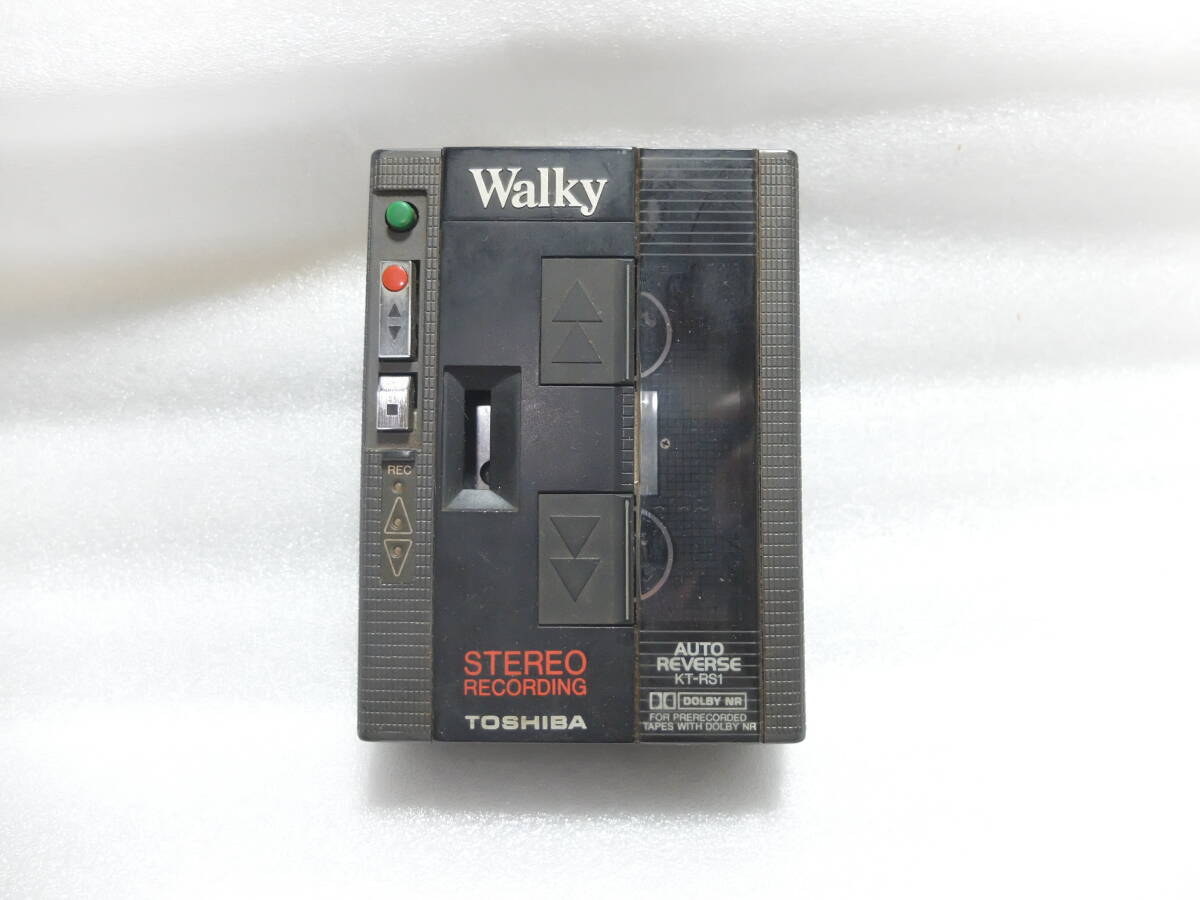 Walky
REC
STEREO
RECORDING
TOSHIBA
AUTO
REVERSE
KT-RS1
DOLBY NR
FOR PRERECORDED
TAPES WITH DOLBY NR